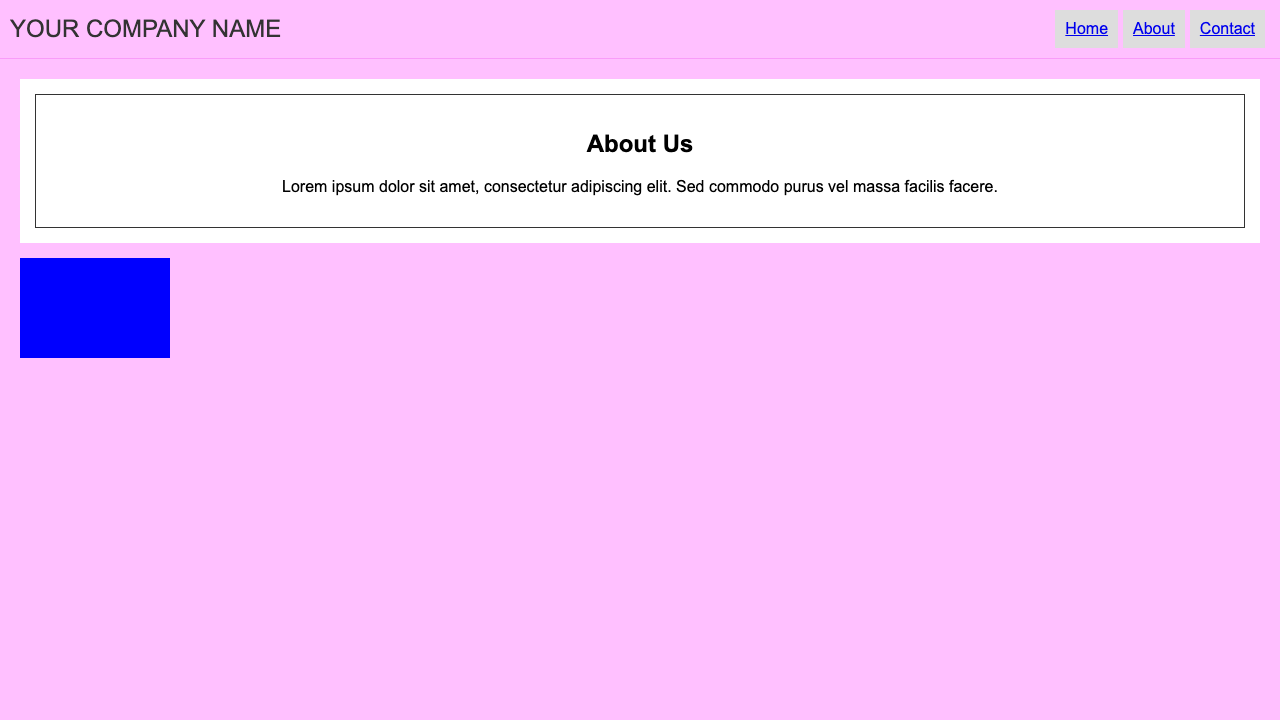 YOUR COMPANY NAME
Home About Contact
About Us
Lorem ipsum dolor sit amet, consectetur adipiscing elit. Sed commodo purus vel massa facilis facere.